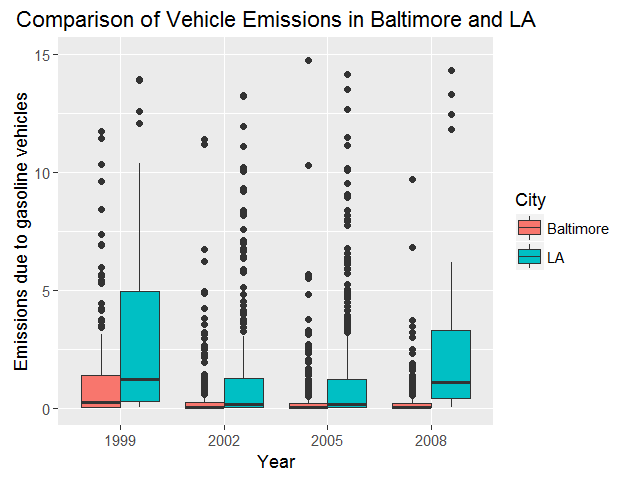 Comparison of Vehicle Emissions in Baltimore and LA
Emissions due to gasoline vehicles
15
10
5
0
1999 2002 2005 2008
Year
City
Baltimore
LA